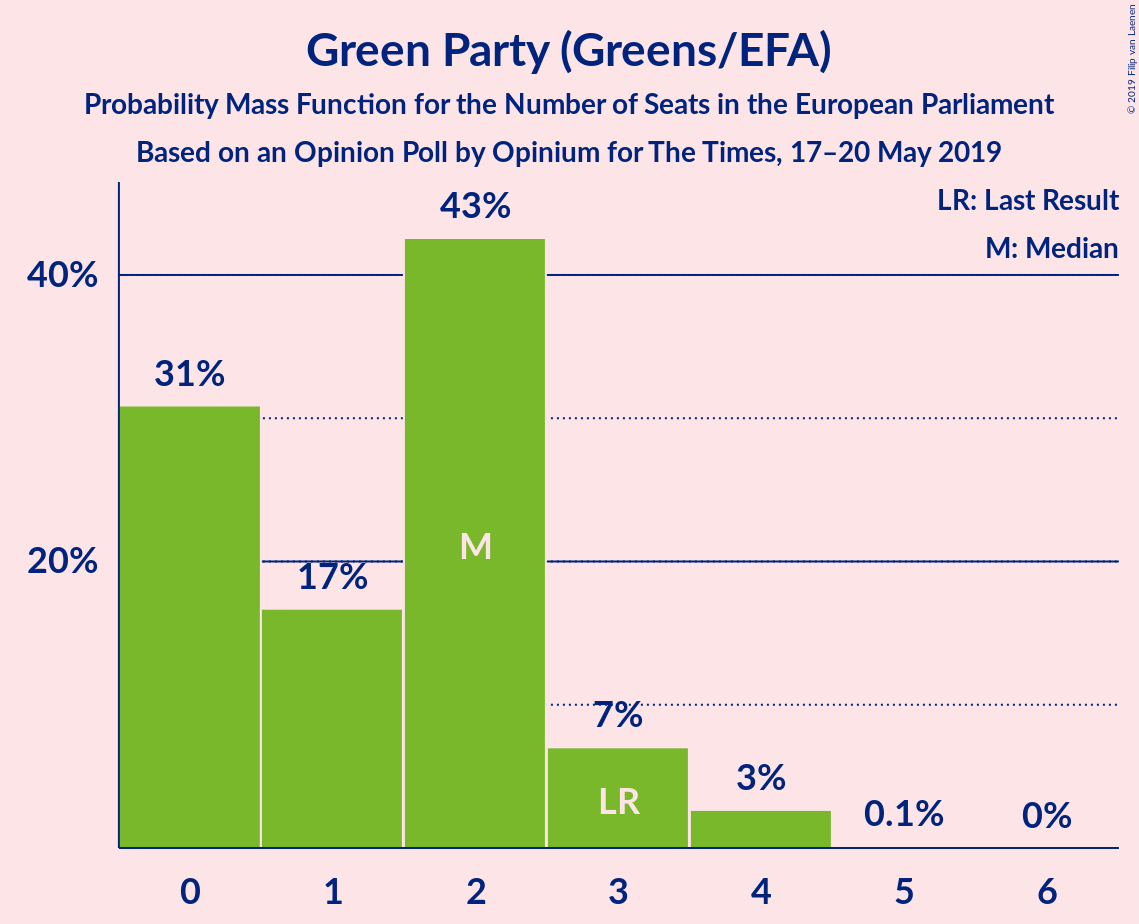 Green Party (Greens/EFA)
Probability Mass Function for the Number of Seats in the European Parliament
Based on an Opinion Poll by Opinium for The Times, 17–20 May 2019
© 2019 Filip van Laenen
LR: Last Result
M: Median
43%
40%
31%
M
20%
17%
7%
LR
3%
0.1%
0%
0 1 2 3 4 5 6